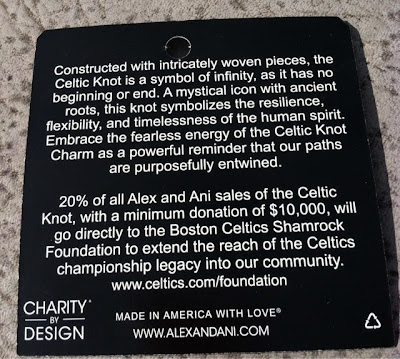 Constructed with intricately woven pieces, the
Celtic Knot is a symbol of infinity, as it has no
beginning or end. A mystical icon with ancient
roots, this knot symbolizes the resilience,
flexibility, and timelessness of the human spirit.
Embrace the fearless energy of the Celtic Knot
Charm as a powerful reminder that our paths
are purposefully entwined.
20% of all Alex and Ani sales of the Celtic
Knot, with a minimum donation of $10,000, will
go directly to the Boston Celtics Shamrock
Foundation to extend the reach of the Celtics
championship legacy into our community.
www.celtics.com/foundation
CHARITY®
BY
DESIGN
MADE IN AMERICA WITH LOVE®
WWW.ALEXANDANI.COM